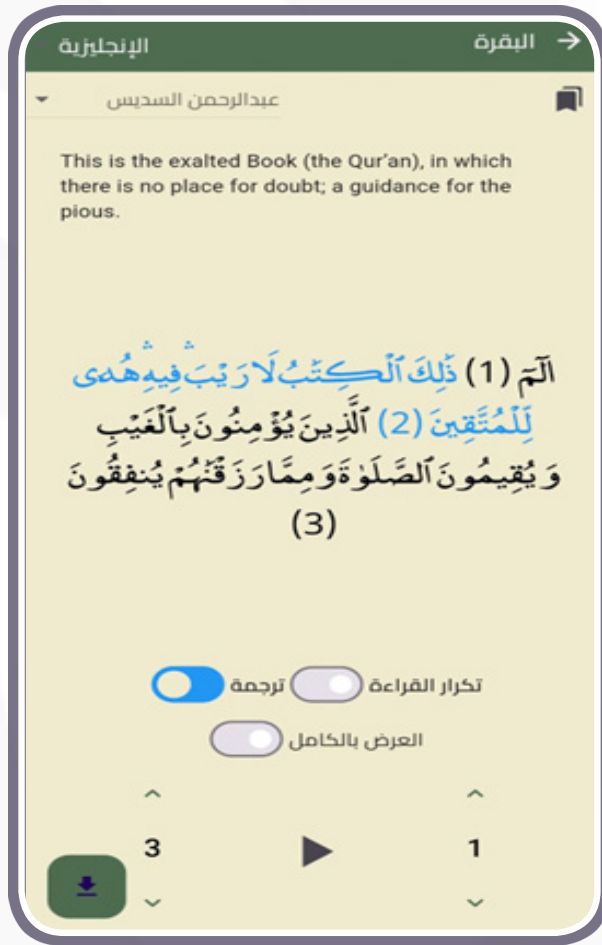 البقرة الإنجليزية
عبدالرحمن السديس
This is the exalted Book (the Qur’an), in which
there is no place for doubt; a guidance for the
pious.
الٓمٓ (1) ذَٰلِكَ ٱلْكِتَٰبُ لَا رَيْبَ ۛ فِيهِ ۛ هُدًى
لِّلْمُتَّقِينَ (2) ٱلَّذِينَ يُؤْمِنُونَ بِٱلْغَيْبِ
وَيُقِيمُونَ ٱلصَّلَوٰةَ وَمِمَّا رَزَقْنَٰهُمْ يُنفِقُونَ
(3)
تكرار القراءة ترجمة
العرض بالكامل
1 3